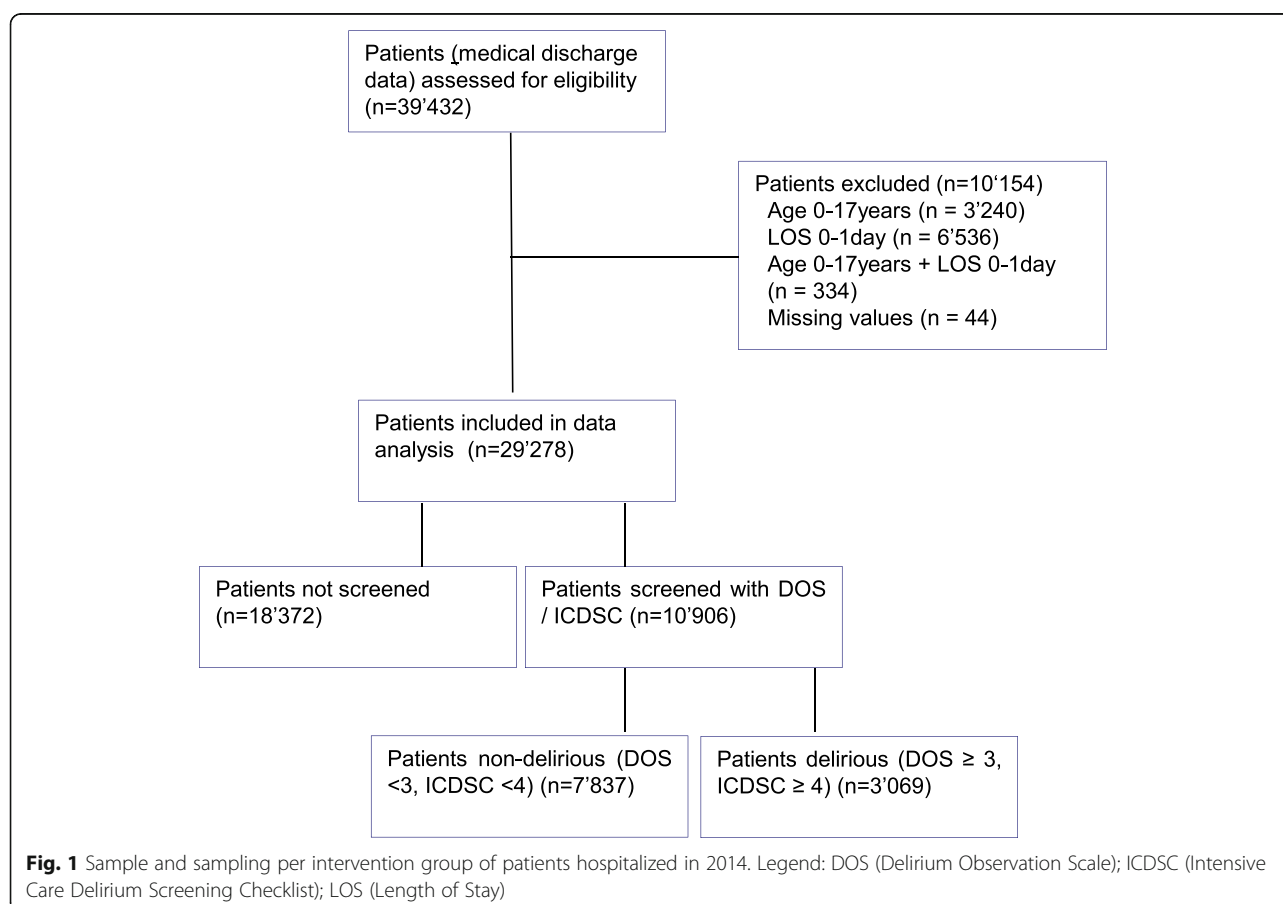 Patients (medical discharge
data) assessed for eligibility
(n=39'432)
Patients excluded (n=10‘154)
Age 0-17years (n = 3'240)
LOS 0-1day (n = 6’536)
Age 0-17years + LOS 0-1day
(n = 334)
Missing values (n = 44)
Patients included in data
analysis (n=29'278)
Patients not screened
(n=18'372)
Patients screened with DOS
/ ICDSC (n=10'906)
Patients non-delirious (DOS
<3, ICDSC <4) (n=7'837)
Patients delirious (DOS ≥ 3,
ICDSC ≥ 4) (n=3’069)
Fig. 1 Sample and sampling per intervention group of patients hospitalized in 2014. Legend: DOS (Delirium Observation Scale); ICDSC (Intensive
Care Delirium Screening Checklist); LOS (Length of Stay)